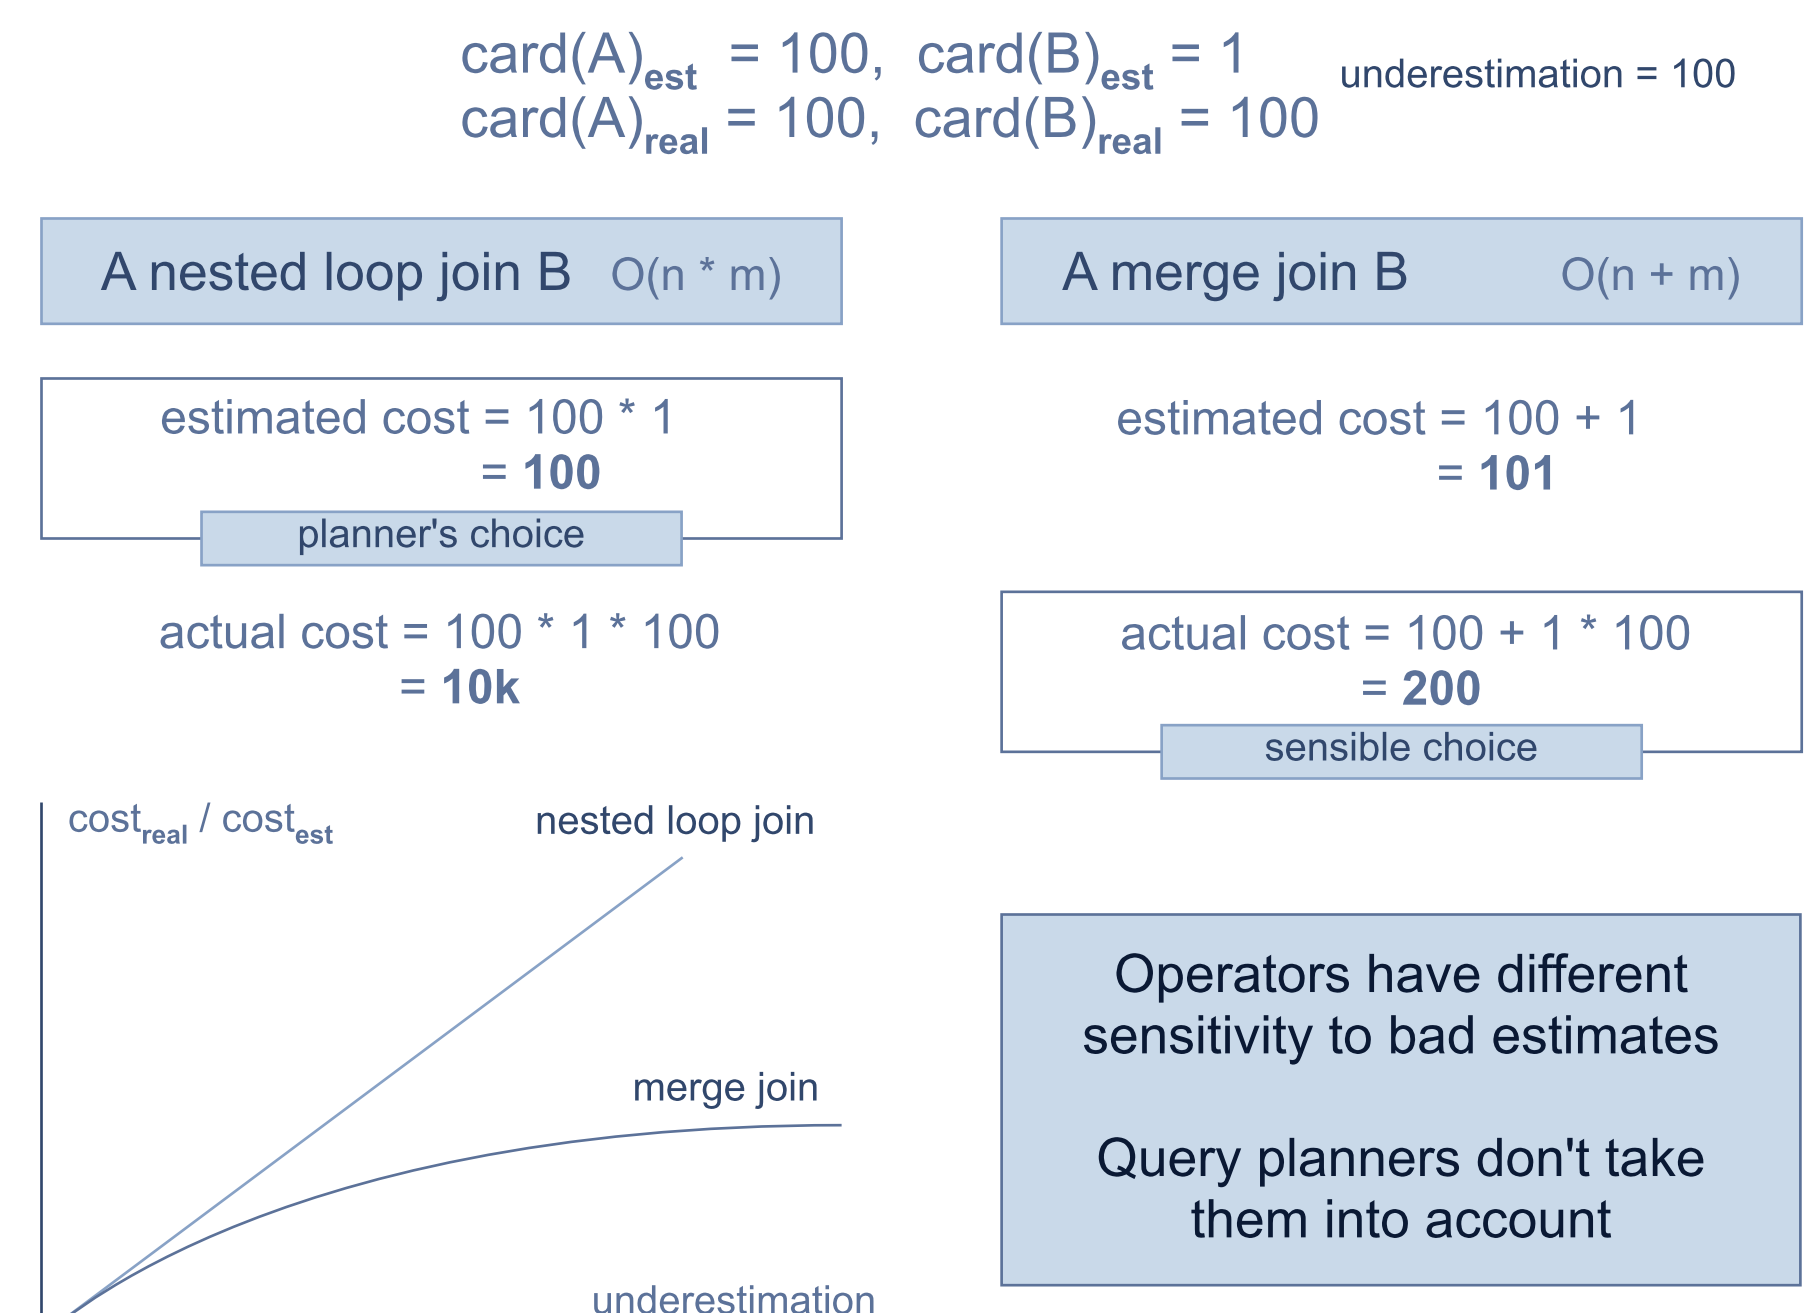 card(A)est = 100, card(B)est = 1
underestimation = 100
card(A)real = 100, card(B)real = 100
A nested loop join B O(n * m)
A merge join B O(n + m)
estimated cost = 100 * 1
= 100
planner's choice
estimated cost = 100 + 1
= 101
actual cost = 100 * 1 * 100
= 10k
actual cost = 100 + 1 * 100
= 200
sensible choice
costreal / costest
nested loop join
merge join
underestimation
Operators have different
sensitivity to bad estimates
Query planners don't take
them into account